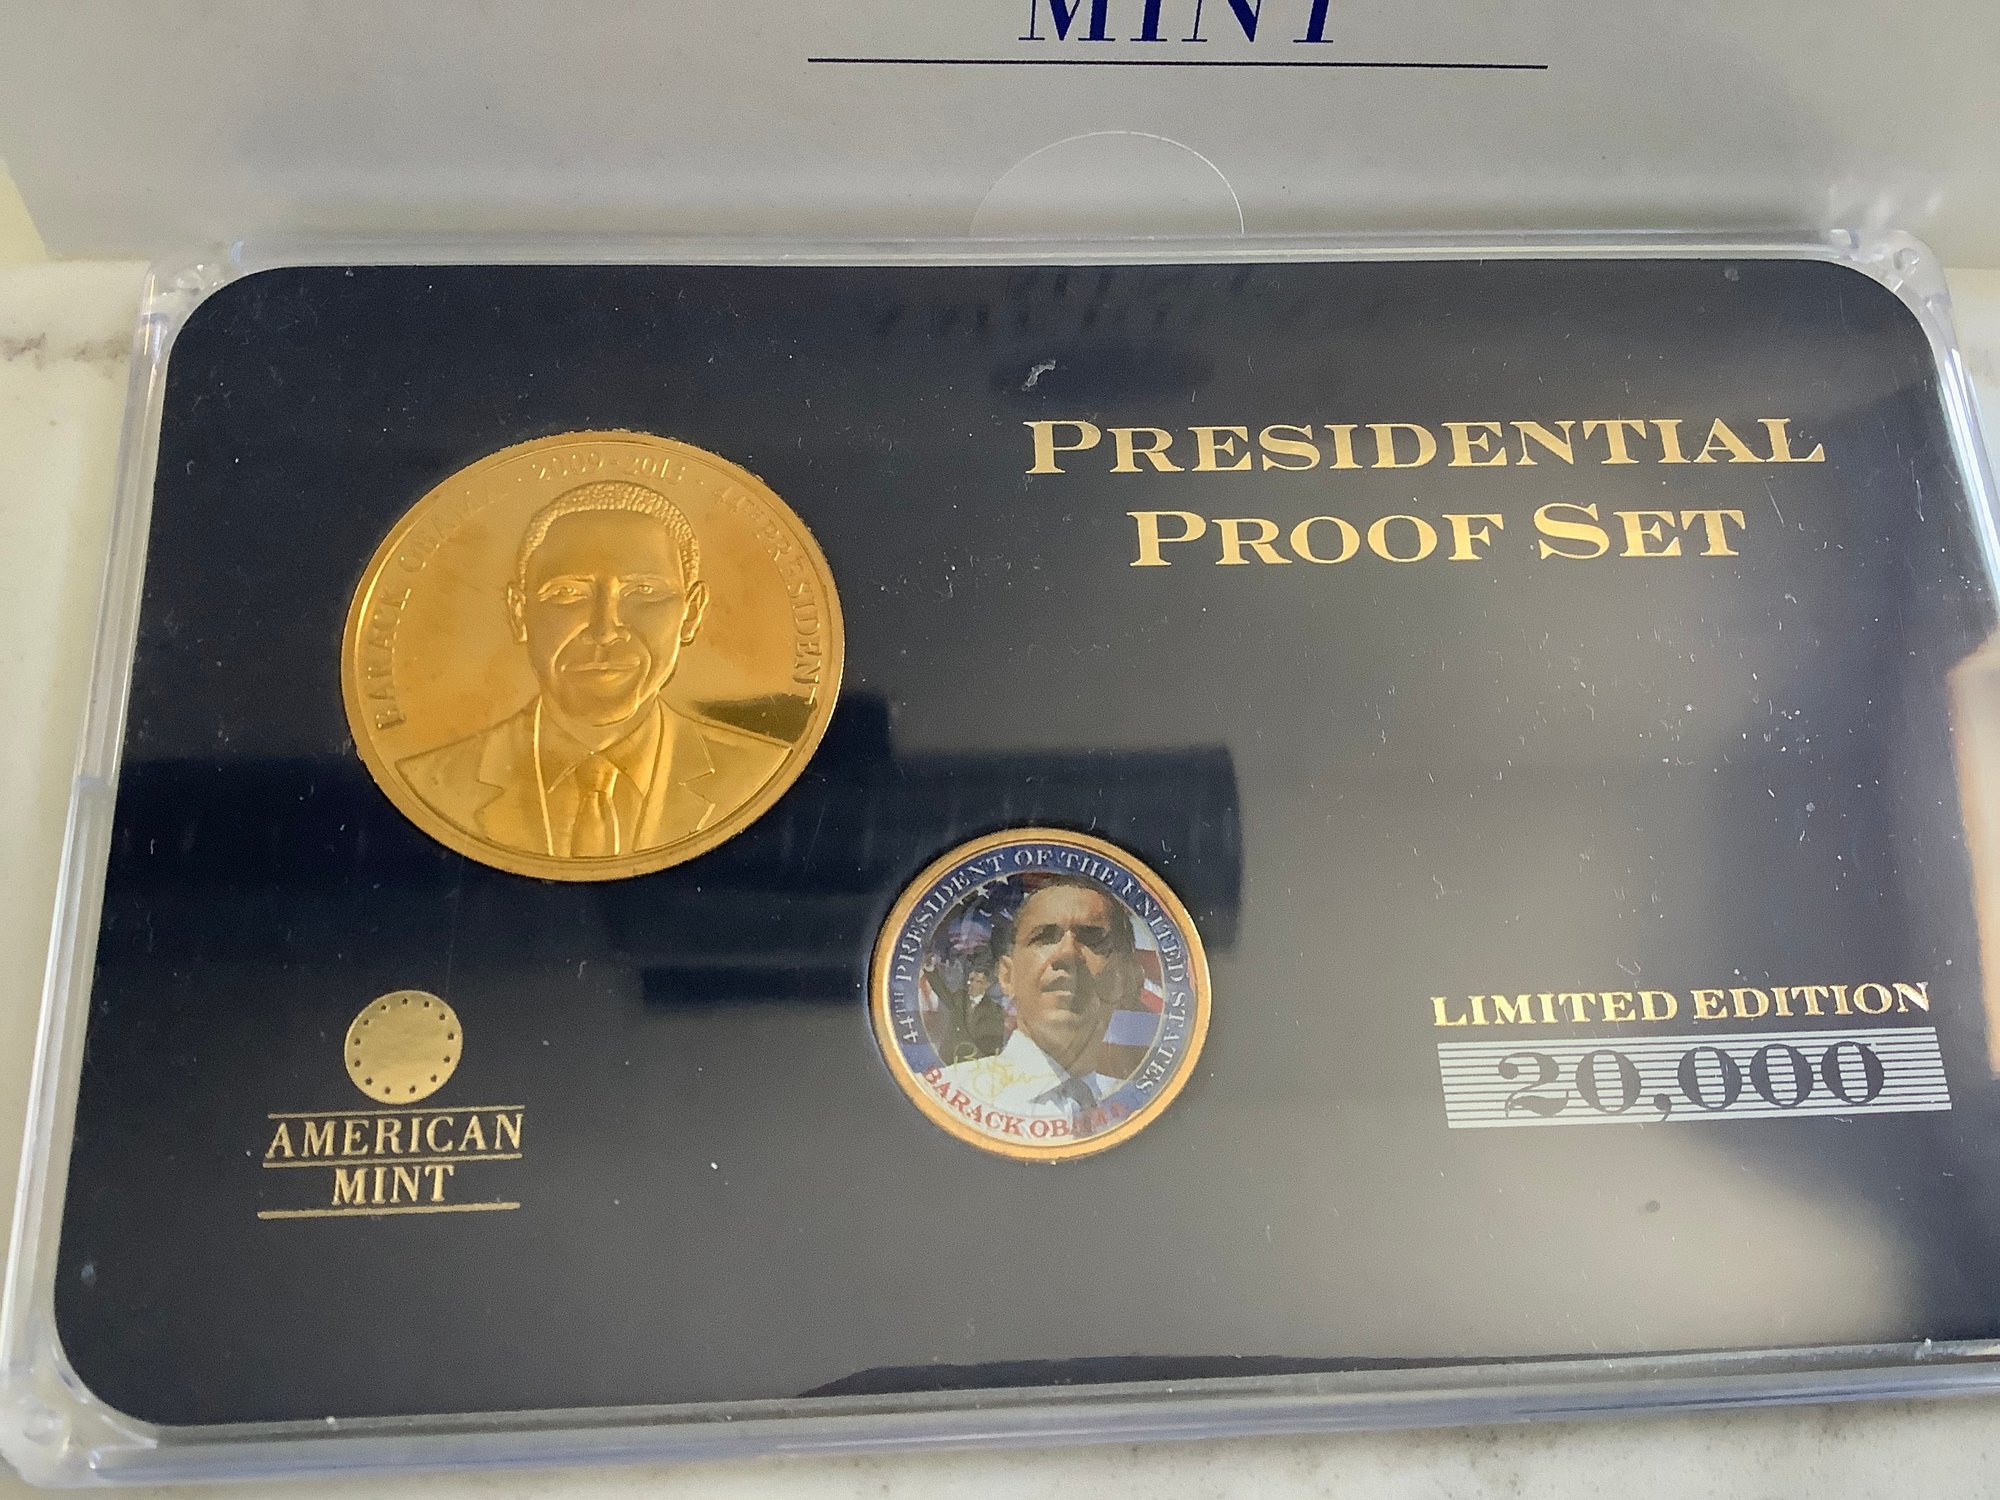 MINT
PRESIDENTIAL
PROOF SET
BARACK OBAMA · 2009-2013 · 44TH PRESIDENT
44TH PRESIDENT OF THE UNITED STATES
BARACK OBAMA
LIMITED EDITION
20,000
AMERICAN
MINT